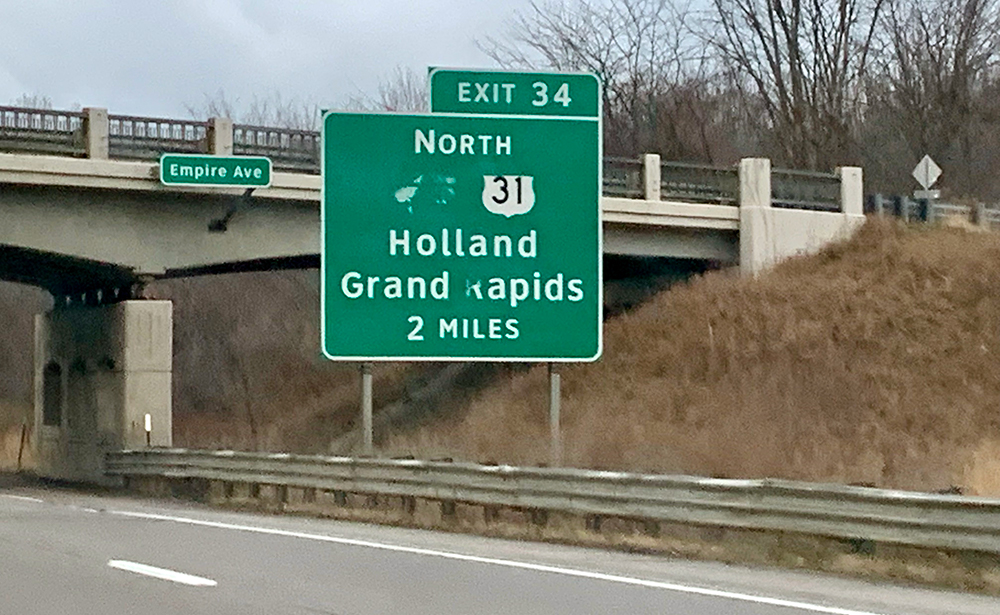 EXIT 34
NORTH
Empire Ave
31
Holland
Grand Rapids
2 MILES